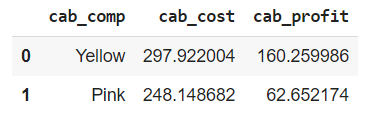 cab_comp cab_cost cab_profit
0 Yellow 297.922004 160.259986
1 Pink 248.148682 62.652174